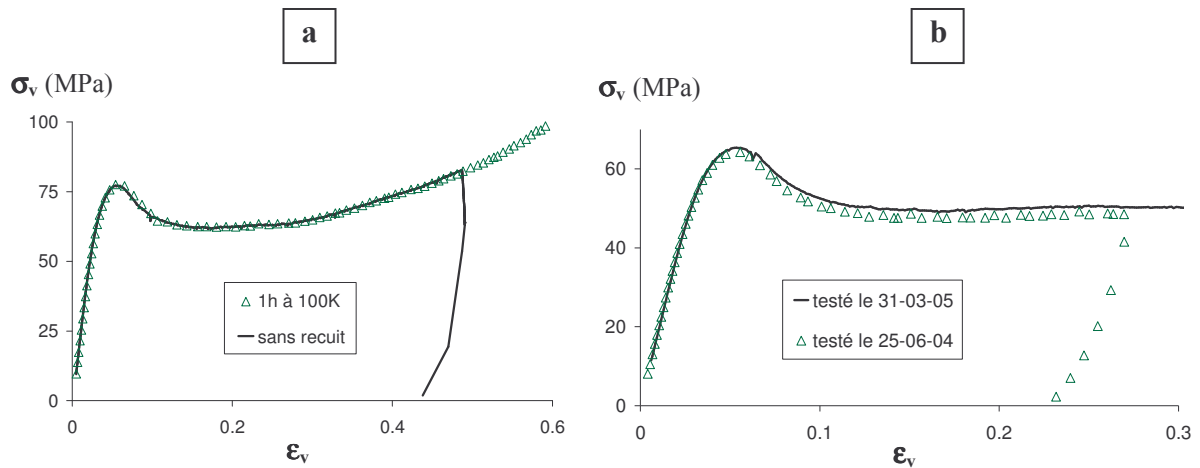 a
b
σv (MPa)
100
75
50
25
0
0
0.2
0.4
0.6
εv
1h à 100K
sans recuit
σv (MPa)
60
40
20
0
0
0.1
0.2
0.3
εv
testé le 31-03-05
testé le 25-06-04